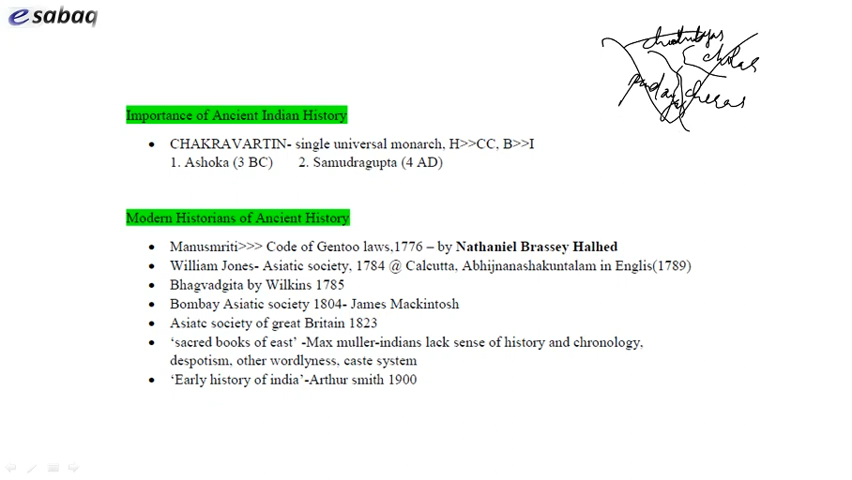 esabaq
cholas
cheras
Importance of Ancient Indian History
• CHAKRAVARTIN- single universal monarch, H>>CC, B>>I
1. Ashoka (3 BC) 2. Samudragupta (4 AD)
Modern Historians of Ancient History
• Manusmriti>>> Code of Gentoo laws,1776 – by Nathaniel Brassey Halhed
• William Jones- Asiatic society, 1784 @ Calcutta, Abhijnanashakuntalam in Englis(1789)
• Bhagvadgita by Wilkins 1785
• Bombay Asiatic society 1804- James Mackintosh
• Asiatc society of great Britain 1823
• ‘sacred books of east’ -Max muller-indians lack sense of history and chronology,
despotism, other wordlyness, caste system
• ‘Early history of india’-Arthur smith 1900